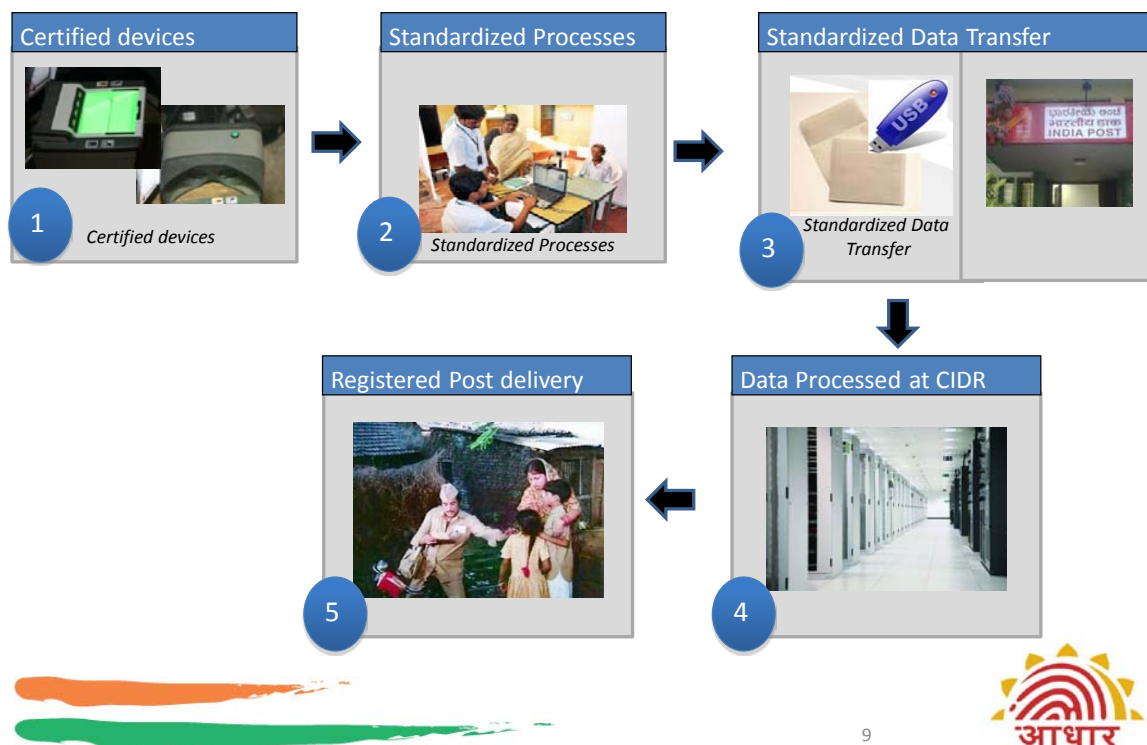 Certified devices
Standardized Processes
Standardized Data Transfer
1
Certified devices
2
Standardized Processes
USB
3
Standardized Data
Transfer
ಭಾರತೀಯ ಅಂಚೆ
भारतीय डाक
INDIA POST
Registered Post delivery
Data Processed at CIDR
5
4
9
आधार